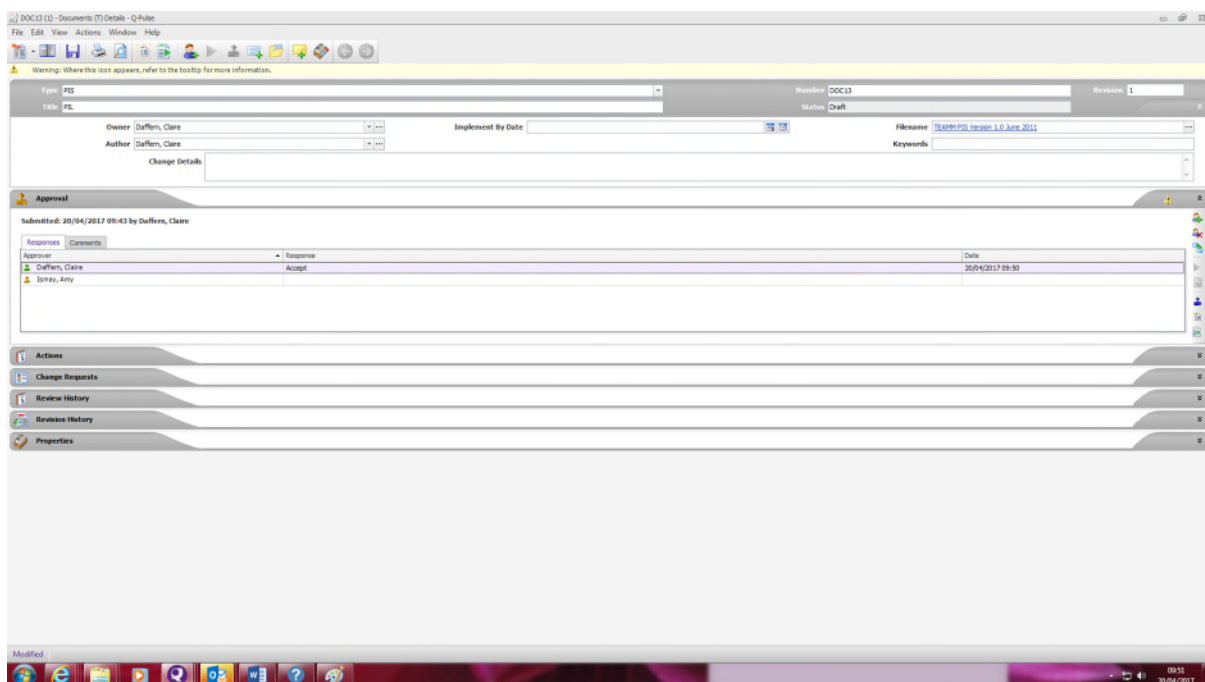 DOC13 (1) - Documents (T) Details - Q-Pulse
File Edit View Actions Window Help
Warning: Where this icon appears, refer to the tooltip for more information.
Type PIS Number DOC13 Revision 1
Title PIL Status Draft
Owner Daffern, Claire Implement By Date Filename TEAMM PIS Version 1.0 June 2011
Author Daffern, Claire Keywords
Change Details
Approval
Submitted: 20/04/2017 09:43 by Daffern, Claire
Responses Comments
Approver Response Date
Daffern, Claire Accept 20/04/2017 09:50
Ismay, Amy
Actions
Change Requests
Review History
Revision History
Properties
Modified
09:51
20/04/2017